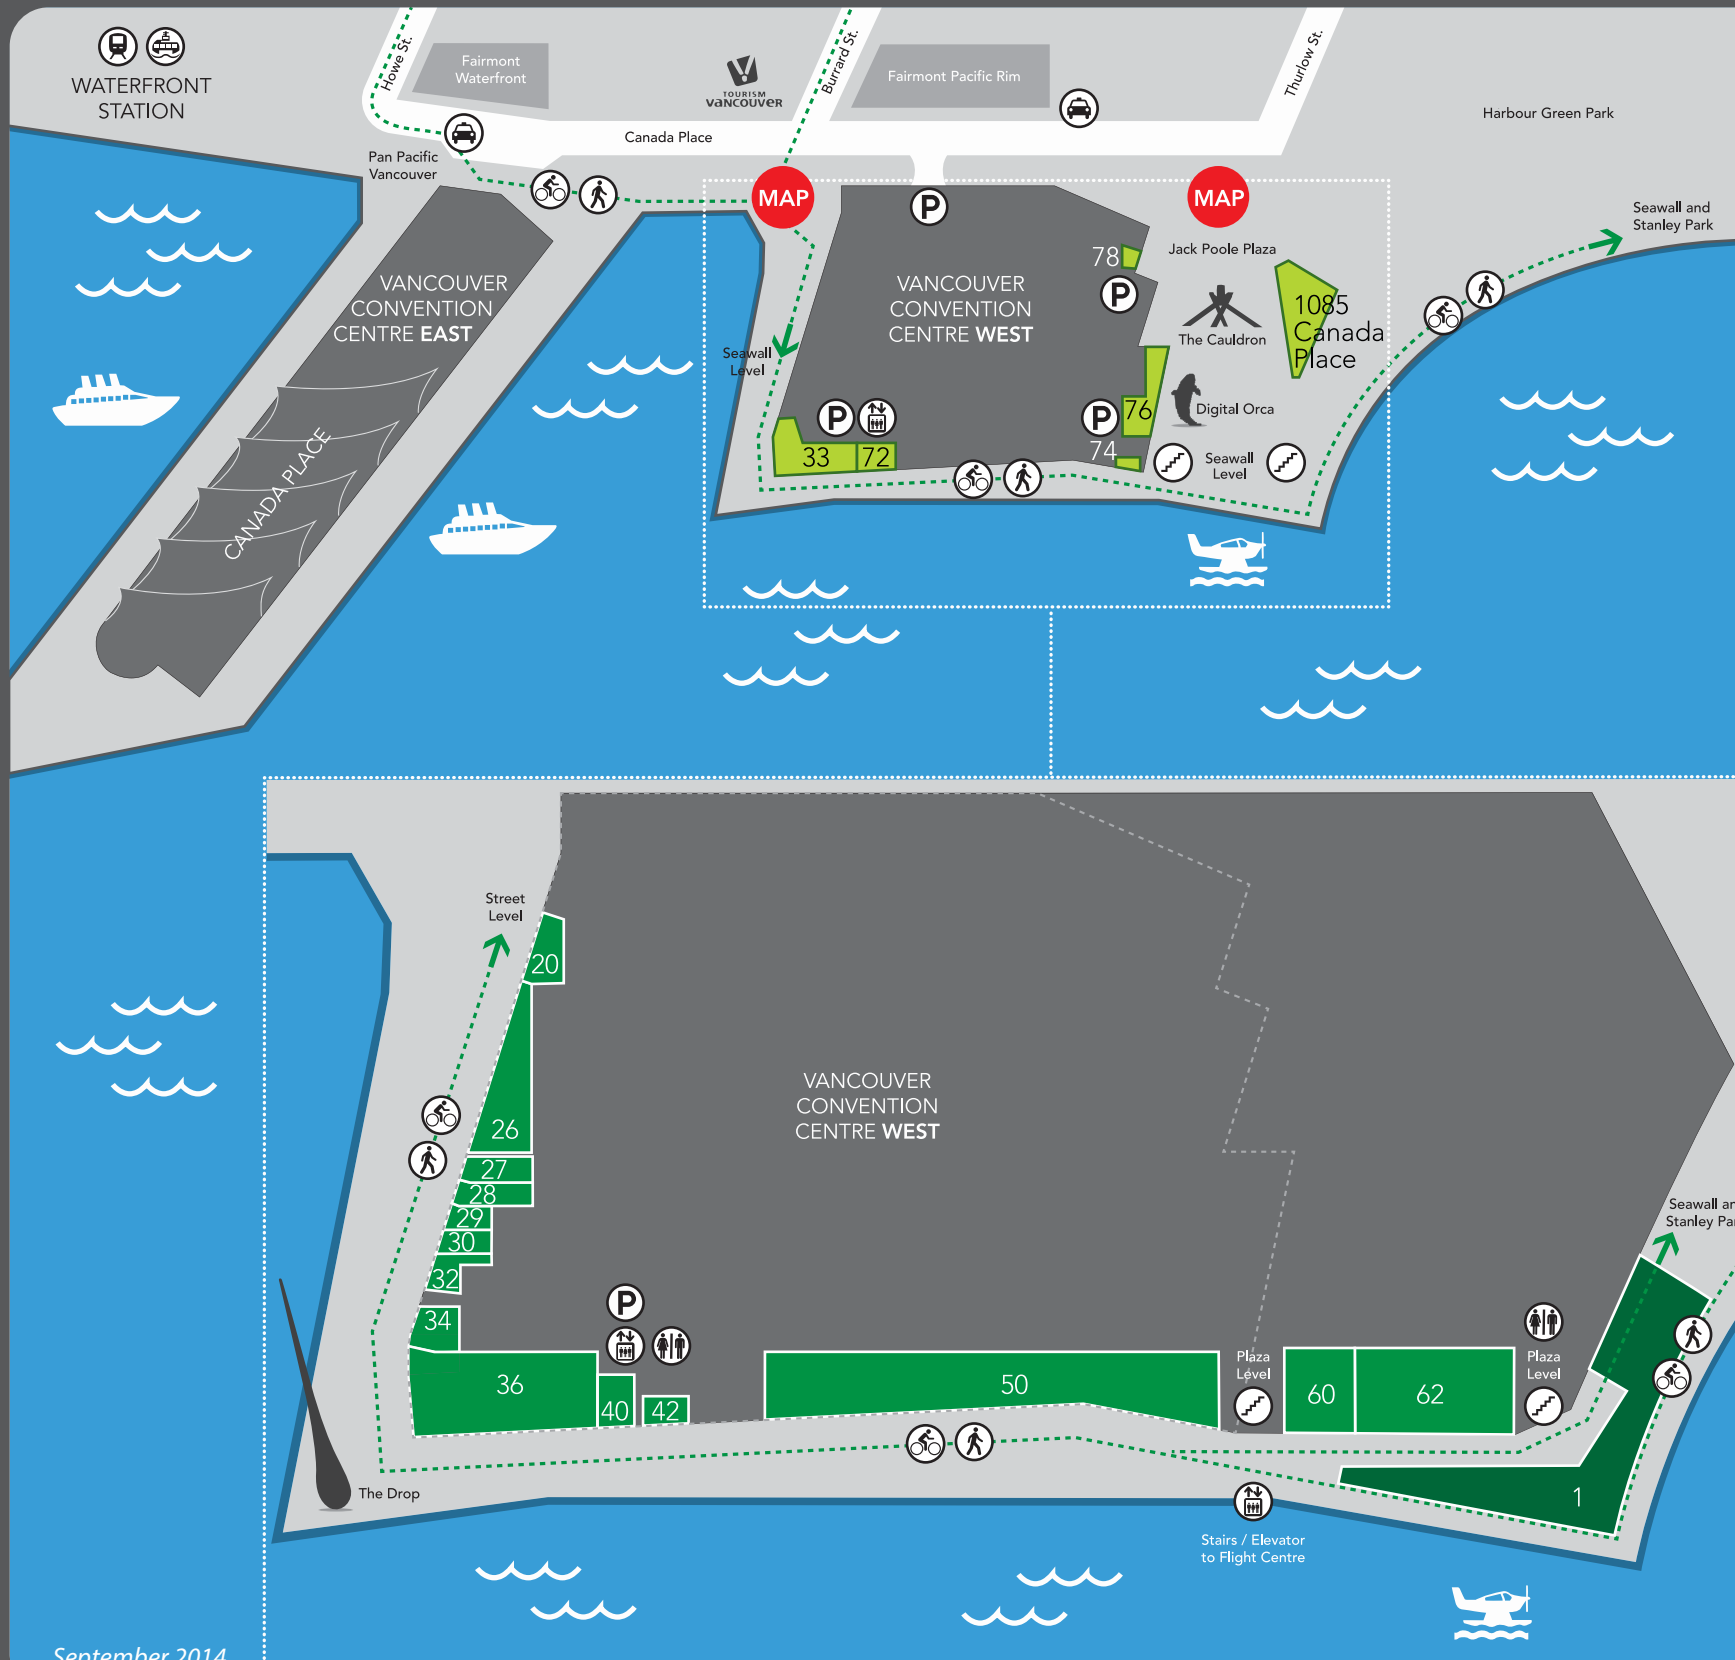 WATERFRONT
STATION
Howe St.
Fairmont
Waterfront
TOURISM
VANCOUVER
Burrard St.
Fairmont Pacific Rim
Thurlow St.
Harbour Green Park
Canada Place
Pan Pacific
Vancouver
MAP
P
MAP
Seawall and
Stanley Park
78
Jack Poole Plaza
VANCOUVER
CONVENTION
CENTRE EAST
VANCOUVER
CONVENTION
CENTRE WEST
P
1085
Canada
Place
The Cauldron
Seawall
Level
P
P
76
Digital Orca
33
72
74
Seawall
Level
CANADA PLACE
Street
Level
20
VANCOUVER
CONVENTION
CENTRE WEST
26
27
28
29
30
32
34
P
36
40
42
50
Plaza
Level
60
62
Plaza
Level
Seawall an
Stanley Par
1
The Drop
Stairs / Elevator
to Flight Centre
September 2014